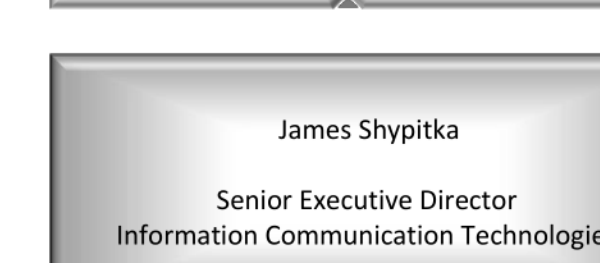 James Shypitka
Senior Executive Director
Information Communication Technologie